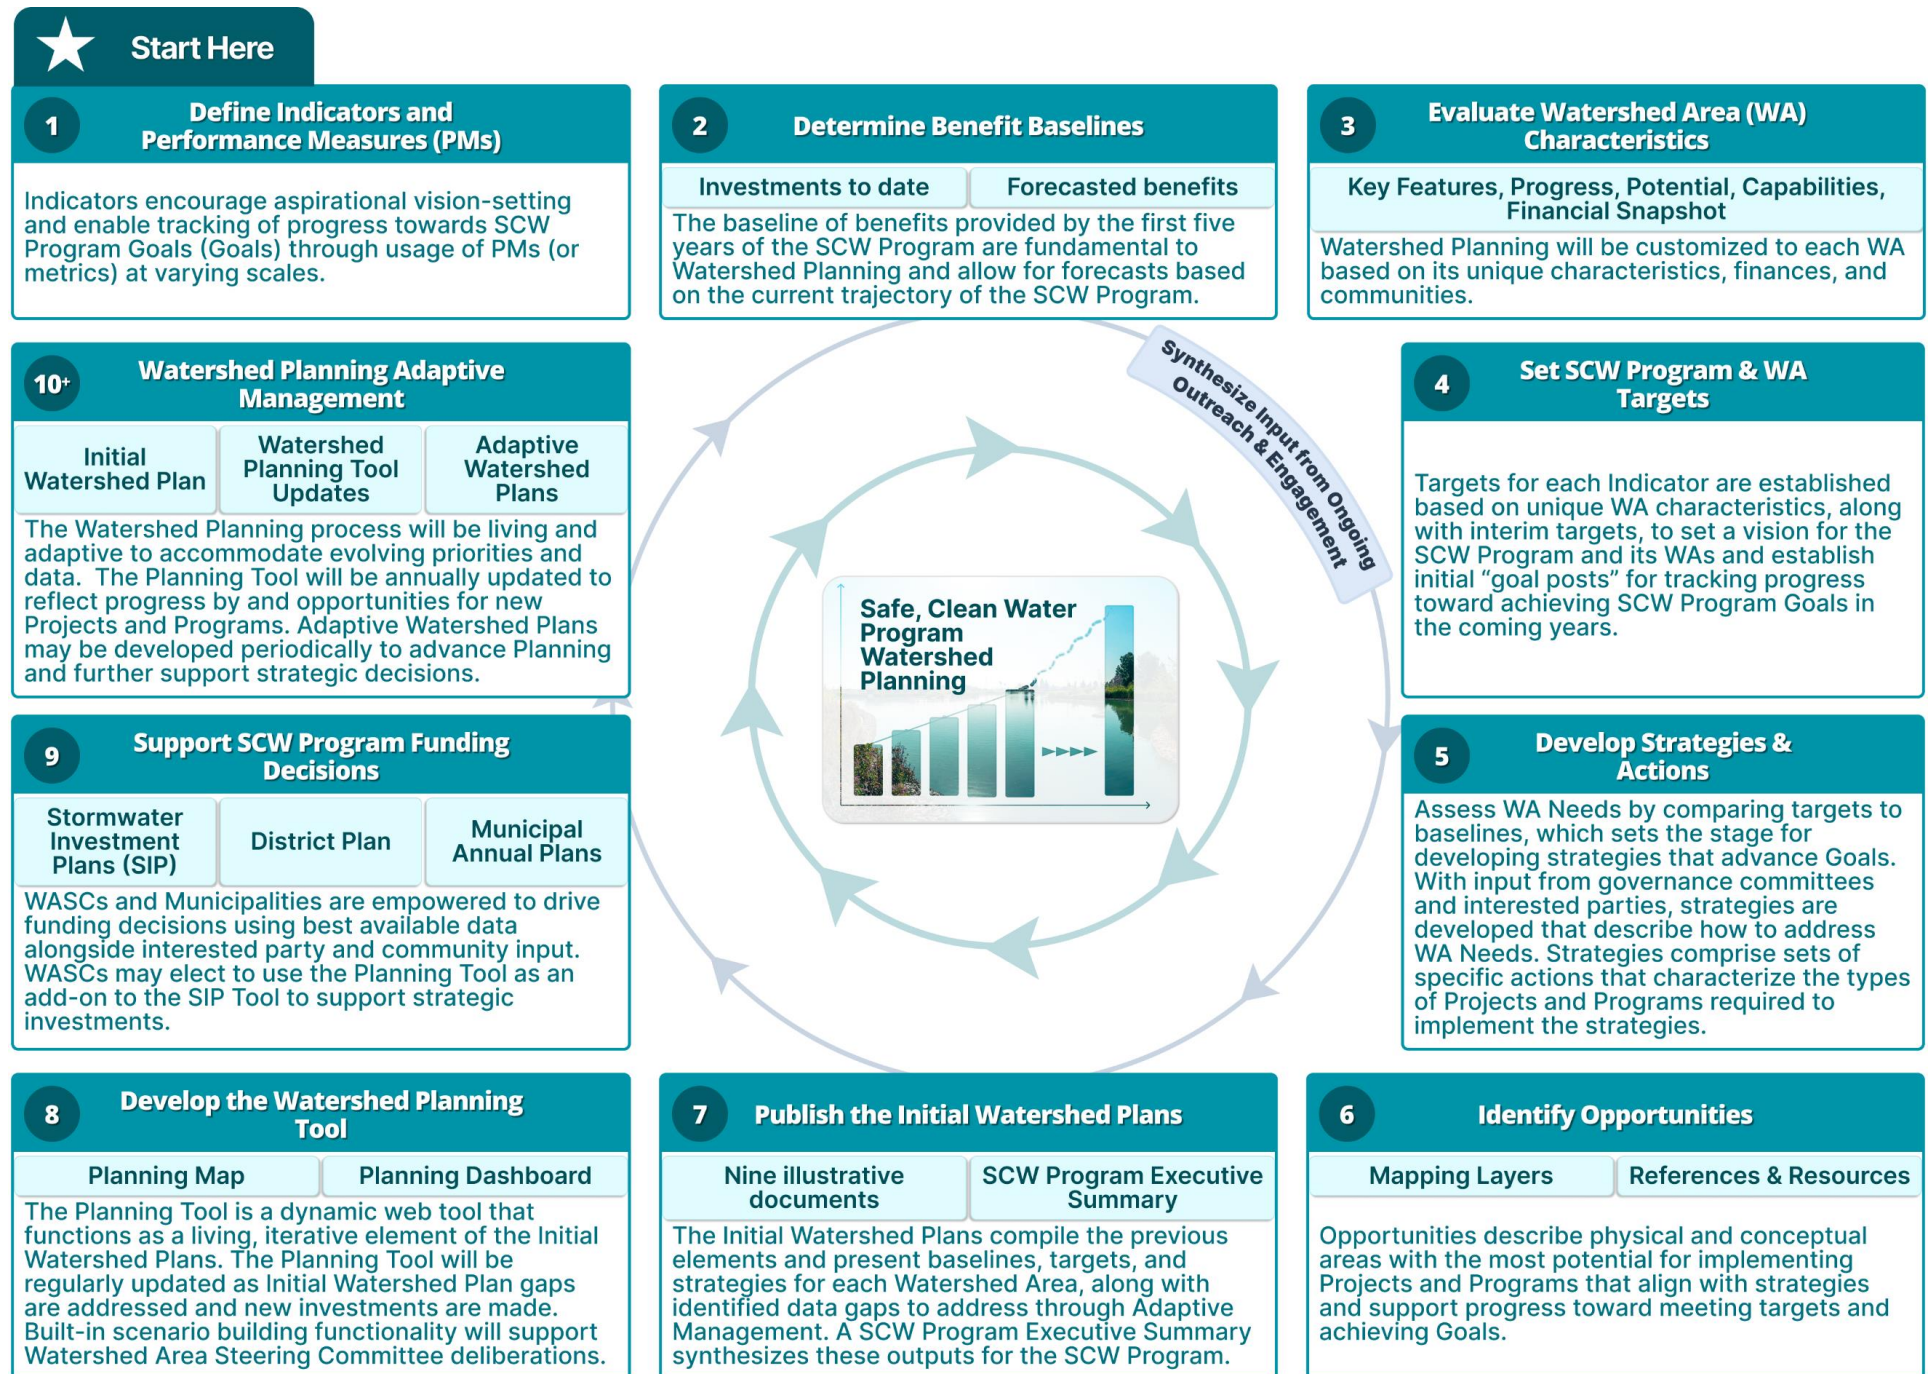 Start Here
1
Define Indicators and
Performance Measures (PMs)
Indicators encourage aspirational vision-setting
and enable tracking of progress towards SCW
Program Goals (Goals) through usage of PMs (or
metrics) at varying scales.
2
Determine Benefit Baselines
Investments to date
Forecasted benefits
The baseline of benefits provided by the first five
years of the SCW Program are fundamental to
Watershed Planning and allow for forecasts based
on the current trajectory of the SCW Program.
3
Evaluate Watershed Area (WA)
Characteristics
Key Features, Progress, Potential, Capabilities,
Financial Snapshot
Watershed Planning will be customized to each WA
based on its unique characteristics, finances, and
communities.
Synthesize Input from Ongoing
Outreach & Engagement
4
Set SCW Program & WA
Targets
Targets for each Indicator are established
based on unique WA characteristics, along
with interim targets, to set a vision for the
SCW Program and its WAs and establish
initial “goal posts” for tracking progress
toward achieving SCW Program Goals in
the coming years.
5
Develop Strategies &
Actions
Assess WA Needs by comparing targets to
baselines, which sets the stage for
developing strategies that advance Goals.
With input from governance committees
and interested parties, strategies are
developed that describe how to address
WA Needs. Strategies comprise sets of
specific actions that characterize the types
of Projects and Programs required to
implement the strategies.
6
Identify Opportunities
Mapping Layers
References & Resources
Opportunities describe physical and conceptual
areas with the most potential for implementing
Projects and Programs that align with strategies
and support progress toward meeting targets and
achieving Goals.
7
Publish the Initial Watershed Plans
Nine illustrative
documents
SCW Program Executive
Summary
The Initial Watershed Plans compile the previous
elements and present baselines, targets, and
strategies for each Watershed Area, along with
identified data gaps to address through Adaptive
Management. A SCW Program Executive Summary
synthesizes these outputs for the SCW Program.
8
Develop the Watershed Planning
Tool
Planning Map
Planning Dashboard
The Planning Tool is a dynamic web tool that
functions as a living, iterative element of the Initial
Watershed Plans. The Planning Tool will be
regularly updated as Initial Watershed Plan gaps
are addressed and new investments are made.
Built-in scenario building functionality will support
Watershed Area Steering Committee deliberations.
9
Support SCW Program Funding
Decisions
Stormwater
Investment
Plans (SIP)
District Plan
Municipal
Annual Plans
WASCs and Municipalities are empowered to drive
funding decisions using best available data
alongside interested party and community input.
WASCs may elect to use the Planning Tool as an
add-on to the SIP Tool to support strategic
investments.
10+
Watershed Planning Adaptive
Management
Initial
Watershed Plan
Watershed
Planning Tool
Updates
Adaptive
Watershed
Plans
The Watershed Planning process will be living and
adaptive to accommodate evolving priorities and
data. The Planning Tool will be annually updated to
reflect progress by and opportunities for new
Projects and Programs. Adaptive Watershed Plans
may be developed periodically to advance Planning
and further support strategic decisions.
Safe, Clean Water
Program
Watershed
Planning